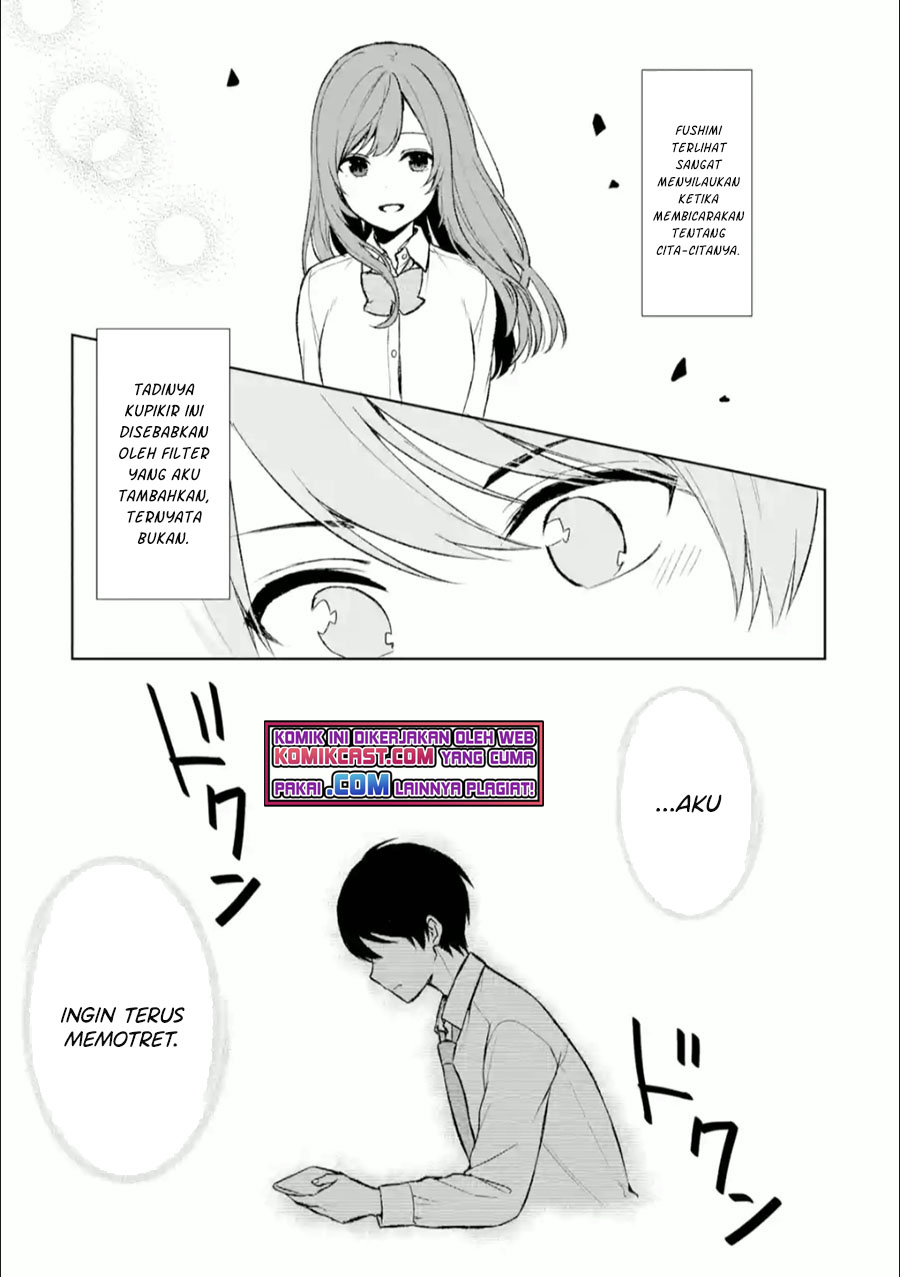 FUSHIMI
TERLIHAT
SANGAT
MENYILAUKAN
KETIKA
MEMBICARAKAN
TENTANG
CITA-CITANYA.
TADINYA
KUPIKIR INI
DISEBABKAN
OLEH FILTER
YANG AKU
TAMBAHKAN,
TERNYATA
BUKAN.
ドクン
KOMIK INI DIKERJAKAN OLEH WEB
KOMIKCAST.COM YANG CUMA
PAKAI .COM LAINNYA PLAGIAT!
...AKU
INGIN TERUS
MEMOTRET.
ドクン